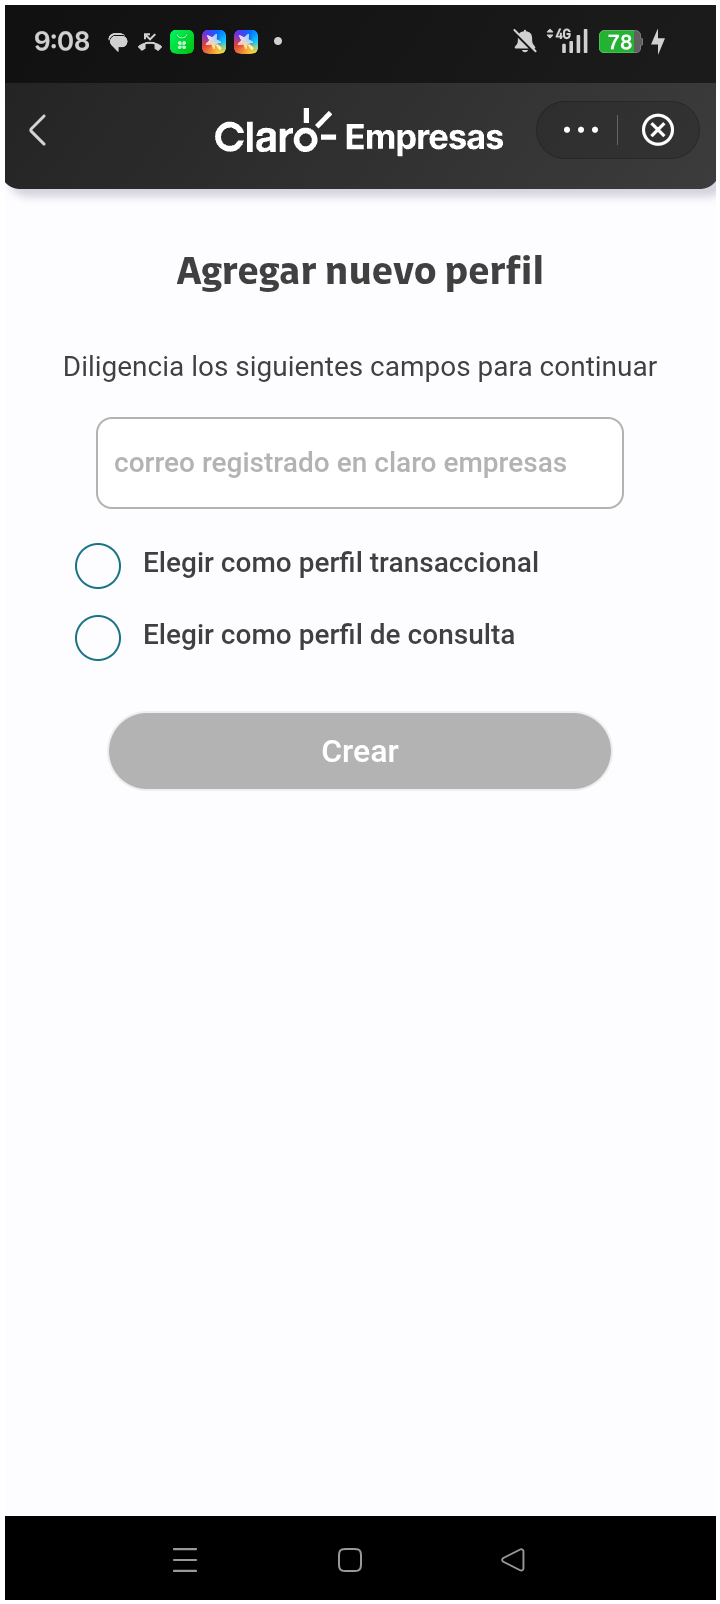 9:08
4G
78
Claro Empresas
Agregar nuevo perfil
Diligencia los siguientes campos para continuar
correo registrado en claro empresas
Elegir como perfil transaccional
Elegir como perfil de consulta
Crear